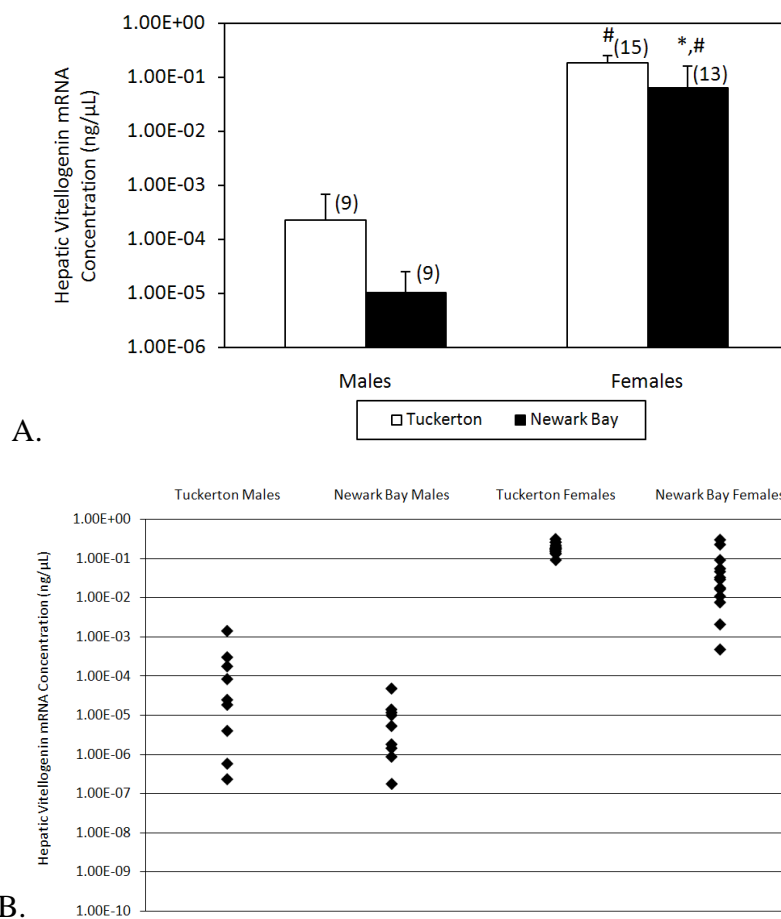 Hepatic Vitellogenin mRNA
Concentration (ng/µL)
1.00E+00
1.00E-01
1.00E-02
1.00E-03
1.00E-04
1.00E-05
1.00E-06
(9)
(9)
#
(15)
*,#
(13)
Males
Females
Tuckerton
Newark Bay
A.
Tuckerton Males
Newark Bay Males
Tuckerton Females
Newark Bay Females
Hepatic Vitellogenin mRNA Concentration (ng/µL)
1.00E+00
1.00E-01
1.00E-02
1.00E-03
1.00E-04
1.00E-05
1.00E-06
1.00E-07
1.00E-08
1.00E-09
1.00E-10
B.